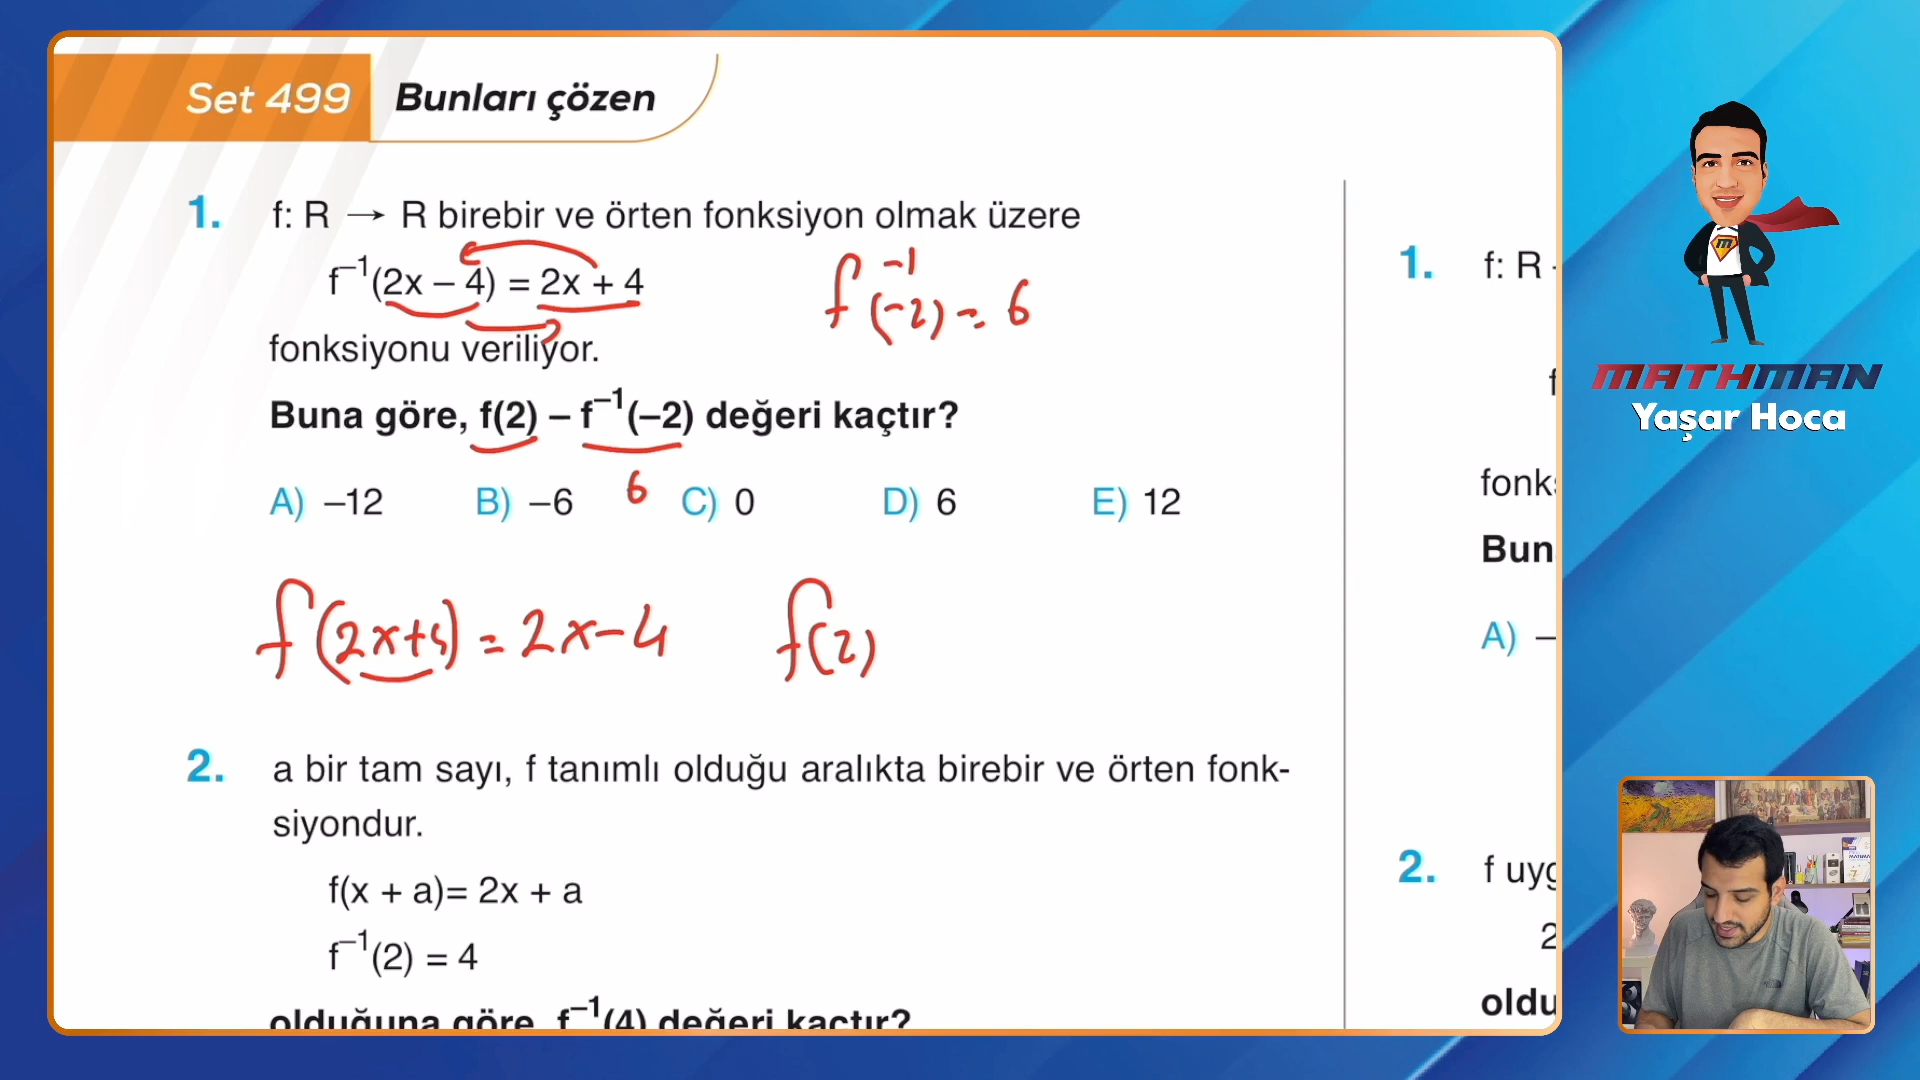 Set 499 Bunları çözen
1. f: R → R birebir ve örten fonksiyon olmak üzere
f⁻¹(2x – 4) = 2x + 4
f⁻¹(-2) = 6
fonksiyonu veriliyor.
Buna göre, f(2) – f⁻¹(–2) değeri kaçtır?
6
A) –12 B) –6 C) 0 D) 6 E) 12
f(2x+4) = 2x-4 f(2)
2. a bir tam sayı, f tanımlı olduğu aralıkta birebir ve örten fonk-
siyondur.
f(x + a)= 2x + a
f⁻¹(2) = 4
olduğuna göre, f⁻¹(4) değeri kaçtır?
1. f: R
f
fonks
Bun
A) –
2. f uyg
2
oldu
M
MATHMAN
Yaşar Hoca